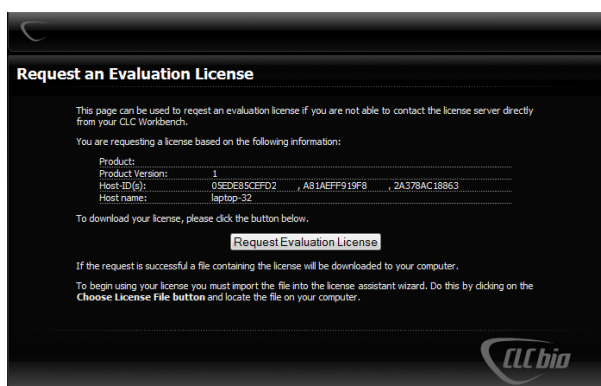 Request an Evaluation License
This page can be used to reqest an evaluation license if you are not able to contact the license server directly
from your CLC Workbench.
You are requesting a license based on the following information:
Product:
Product Version: 1
Host-ID(s): 05EDE85CEFD2 , A81AEFF919F8 , 2A378AC18863
Host name: laptop-32
To download your license, please click the button below.
Request Evaluation License
If the request is successful a file containing the license will be downloaded to your computer.
To begin using your license you must import the file into the license assistant wizard. Do this by clicking on the
Choose License File button and locate the file on your computer.
CLC bio